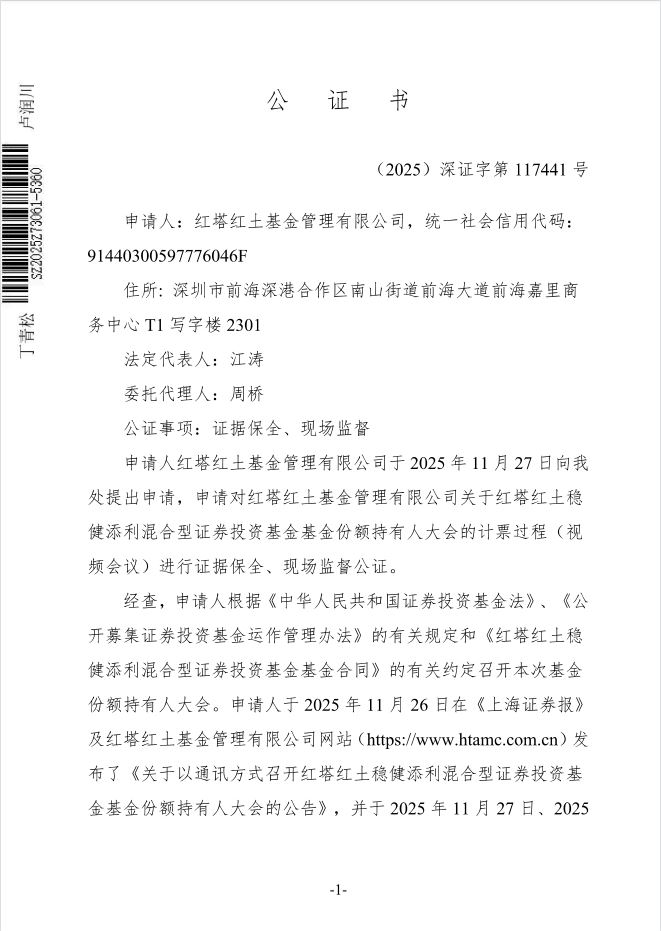 公 证 书
（2025）深证字第 117441 号
申请人：红塔红土基金管理有限公司，统一社会信用代码：
91440300597776046F
住所：深圳市前海深港合作区南山街道前海大道前海嘉里商
务中心 T1 写字楼 2301
法定代表人：江涛
委托代理人：周桥
公证事项：证据保全、现场监督
申请人红塔红土基金管理有限公司于 2025 年 11 月 27 日向我
处提出申请，申请对红塔红土基金管理有限公司关于红塔红土稳
健添利混合型证券投资基金基金份额持有人大会的计票过程（视
频会议）进行证据保全、现场监督公证。
经查，申请人根据《中华人民共和国证券投资基金法》、《公
开募集证券投资基金运作管理办法》的有关规定和《红塔红土稳
健添利混合型证券投资基金基金合同》的有关约定召开本次基金
份额持有人大会。申请人于 2025 年 11 月 26 日在《上海证券报》
及红塔红土基金管理有限公司网站（https://www.htamc.com.cn）发
布了《关于以通讯方式召开红塔红土稳健添利混合型证券投资基
金基金份额持有人大会的公告》，并于 2025 年 11 月 27 日、2025
-1-
丁青松
SZ2025Z73061-5360
卢润川